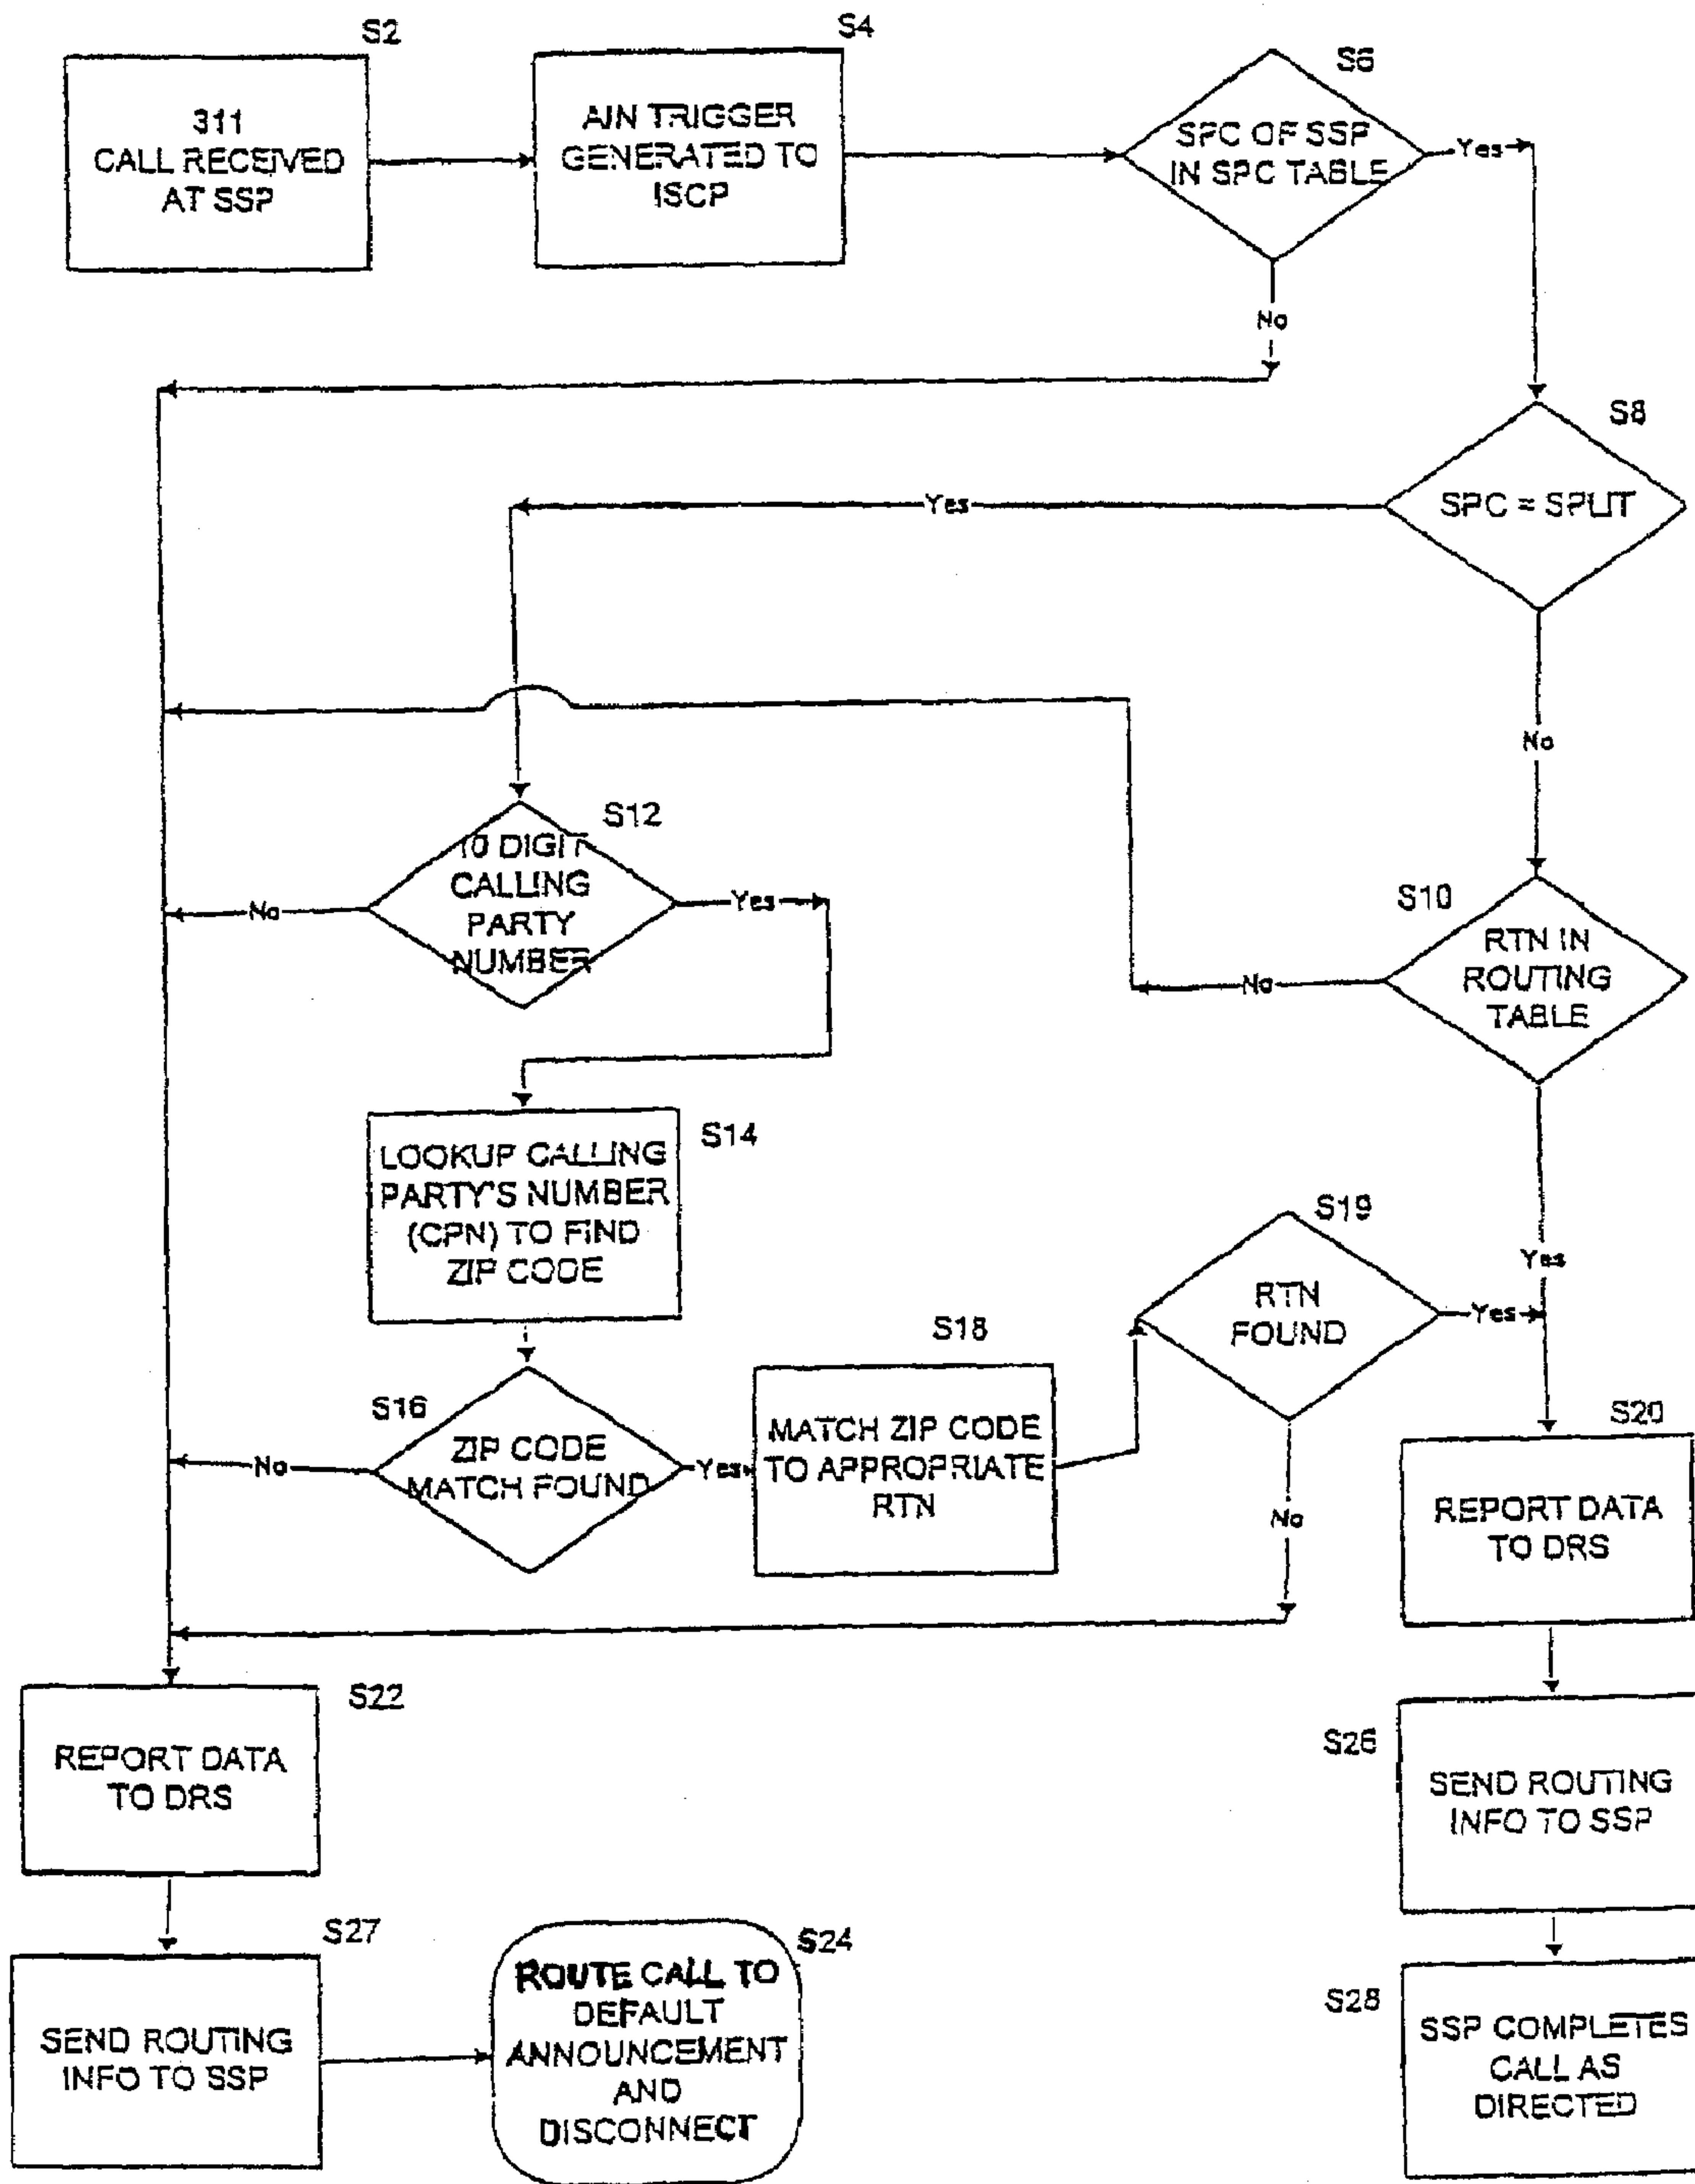 S2
311
CALL RECEIVED
AT SSP
S4
AIN TRIGGER
GENERATED TO
ISCP
S6
SPC OF SSP
IN SPC TABLE
Yes
No
S8
SPC = SPLIT
Yes
No
S12
10 DIGIT
CALLING
PARTY
NUMBER
No
Yes
S10
RTN IN
ROUTING
TABLE
No
Yes
S14
LOOKUP CALLING
PARTY'S NUMBER
(CPN) TO FIND
ZIP CODE
S16
ZIP CODE
MATCH FOUND
No
Yes
S18
MATCH ZIP CODE
TO APPROPRIATE
RTN
S19
RTN
FOUND
Yes
No
S20
REPORT DATA
TO DRS
S22
REPORT DATA
TO DRS
S26
SEND ROUTING
INFO TO SSP
S27
SEND ROUTING
INFO TO SSP
S24
ROUTE CALL TO
DEFAULT
ANNOUNCEMENT
AND
DISCONNECT
S28
SSP COMPLETES
CALL AS
DIRECTED